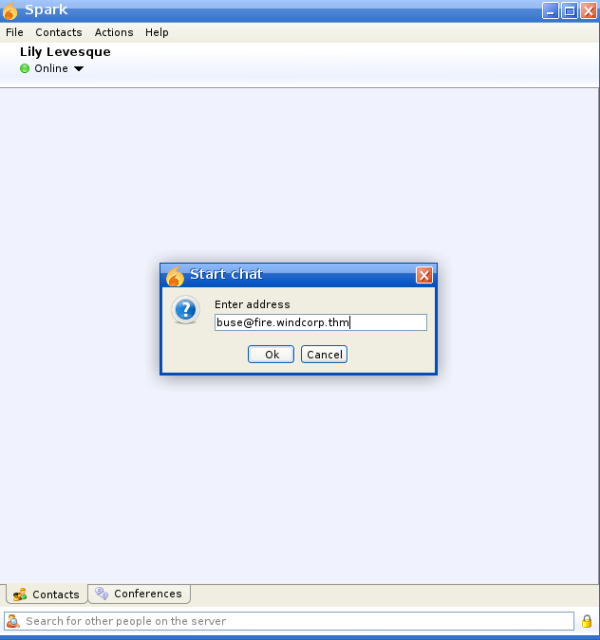 Spark
File Contacts Actions Help
Lily Levesque
Online
Start chat
Enter address
buse@fire.windcorp.thm
Ok Cancel
Contacts Conferences
Search for other people on the server